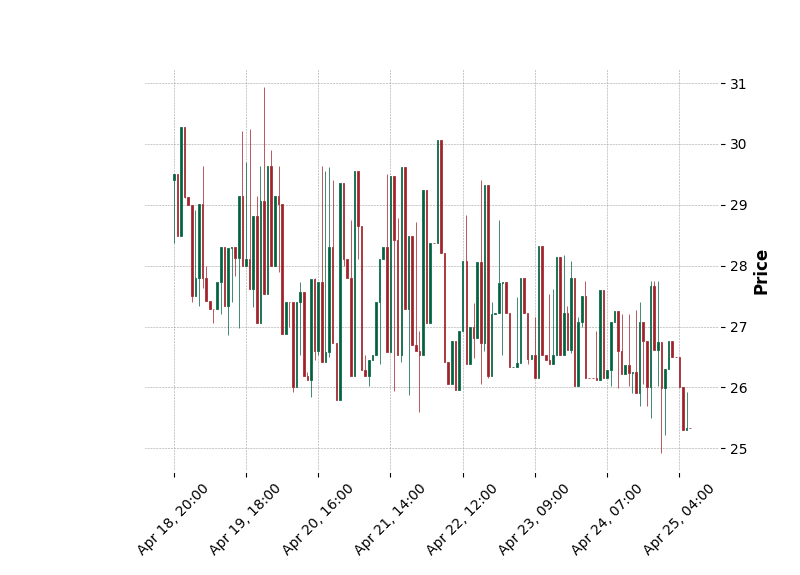 31
30
29
28
27
26
25
Price
Apr 18, 20:00
Apr 19, 18:00
Apr 20, 16:00
Apr 21, 14:00
Apr 22, 12:00
Apr 23, 09:00
Apr 24, 07:00
Apr 25, 04:00